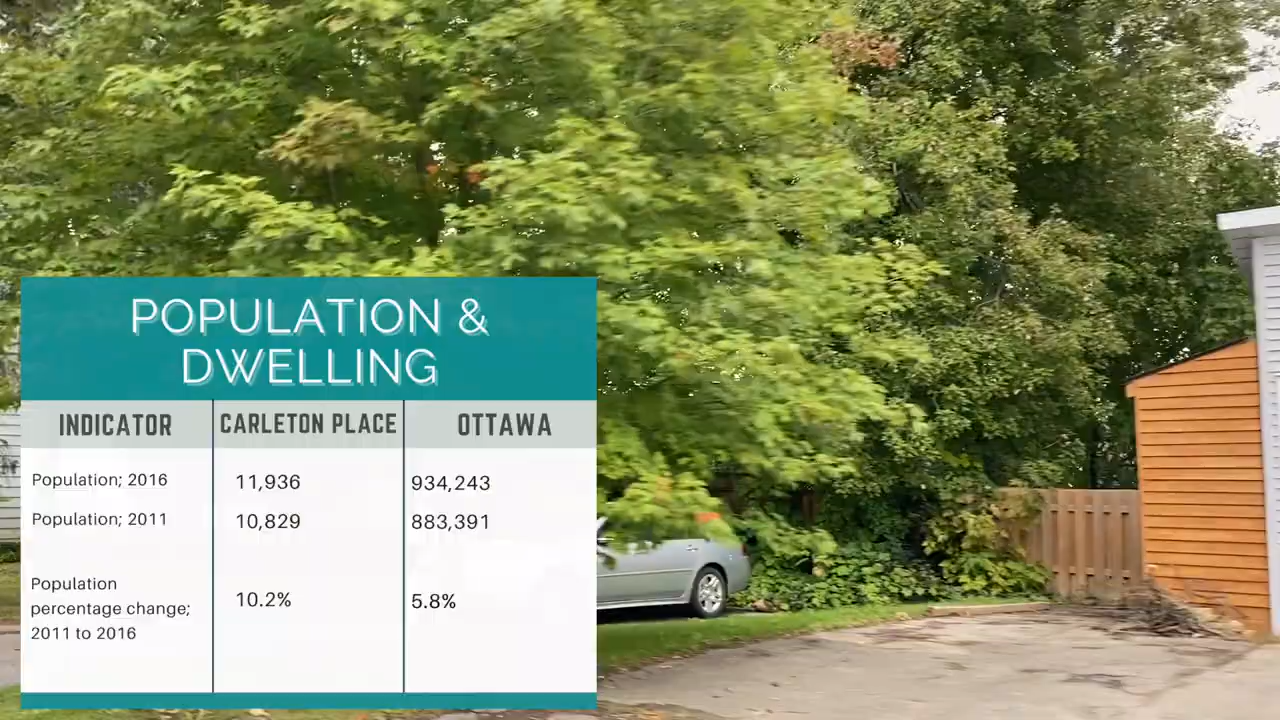 POPULATION &
DWELLING
INDICATOR CARLETON PLACE OTTAWA
Population; 2016 11,936 934,243
Population; 2011 10,829 883,391
Population
percentage change;
2011 to 2016
10.2% 5.8%